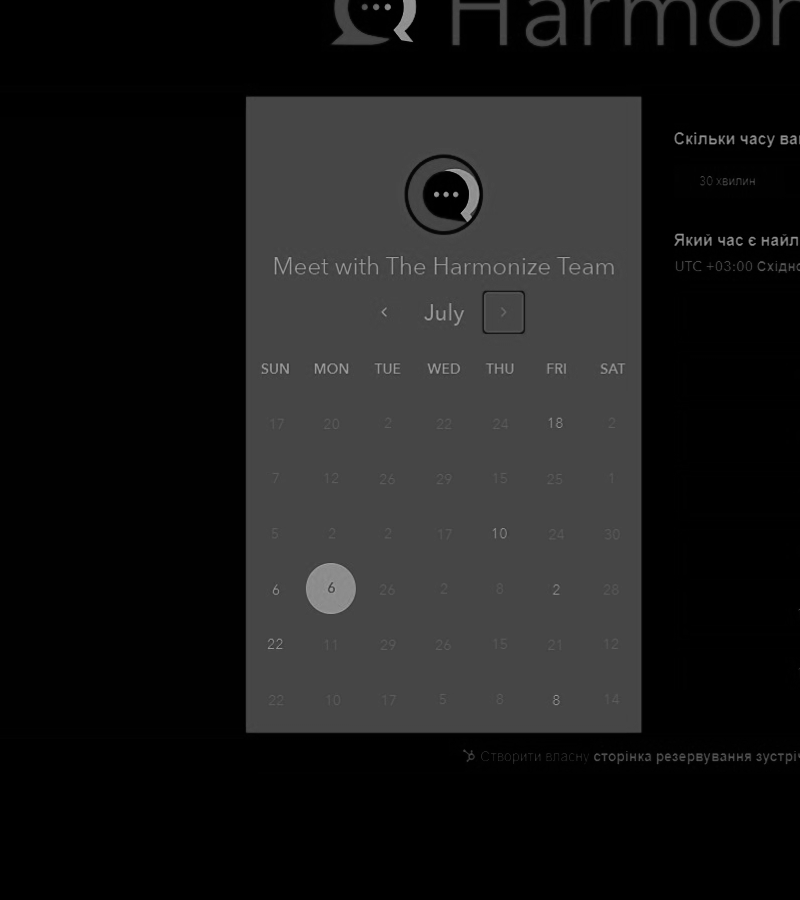 Harmon
Meet with The Harmonize Team
July
SUN MON TUE WED THU FRI SAT
17 20 2 22 24 18 2
7 12 26 29 15 25 1
5 2 2 17 10 24 30
6 6 26 2 8 2 28
22 11 29 26 15 21 12
22 10 17 5 8 8 14
Скільки часу ва
30 хвилин
Який час є найл
UTC +03:00 Східно
Створити власну сторінка резервування зустріч